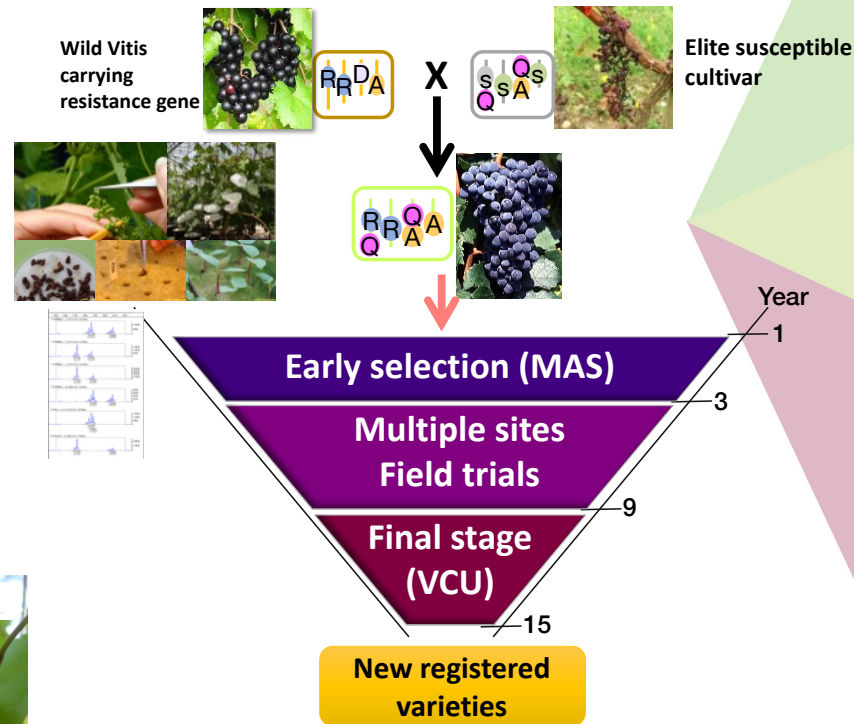 Wild Vitis
carrying
resistance gene
R R D A
X
s Q s Q s A
Elite susceptible
cultivar
R Q R Q A A
Year
1
Early selection (MAS)
3
Multiple sites
Field trials
9
Final stage
(VCU)
15
New registered
varieties